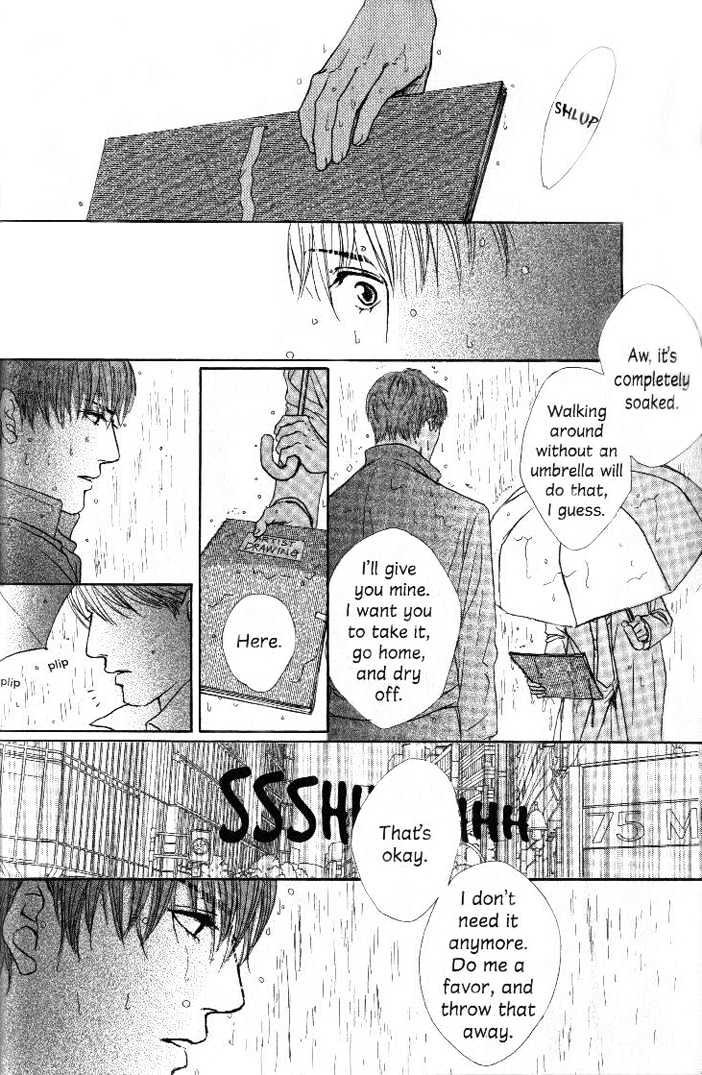 SHLUP
Aw, it's
completely
soaked.
Walking
around
without an
umbrella will
do that,
I guess.
I'll give
you mine.
I want you
to take it,
go home,
and dry
off.
ARTIST
DRAWING
Here.
plip
plip
SSSHH HHH
That's
okay.
75 M
I don't
need it
anymore.
Do me a
favor, and
throw that
away.